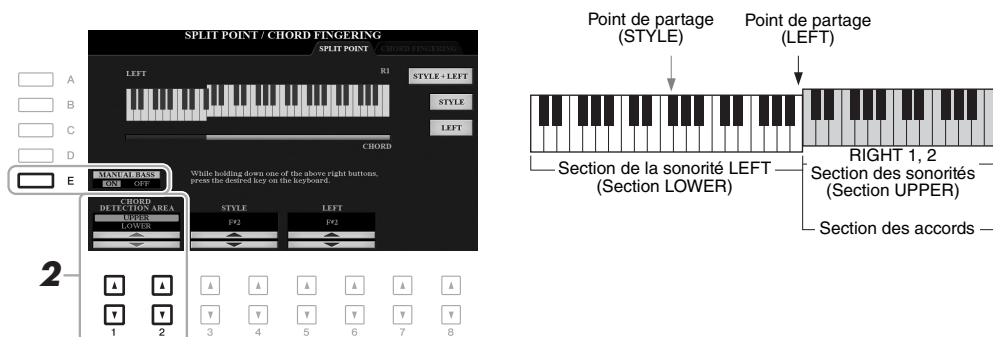 SPLIT POINT / CHORD FINGERING
SPLIT POINT
CHORD FINGERING
LEFT
R1
STYLE + LEFT
STYLE
LEFT
CHORD
A
B
C
D
E
MANUAL BASS
ON OFF
While holding down one of the above right buttons,
press the desired key on the keyboard.
CHORD
DETECTION AREA
UPPER
LOWER
STYLE
F#2
LEFT
F#2
2
1 2 3 4 5 6 7 8
Point de partage
(STYLE)
Point de partage
(LEFT)
Section de la sonorité LEFT
(Section LOWER)
RIGHT 1, 2
Section des sonorités
(Section UPPER)
Section des accords